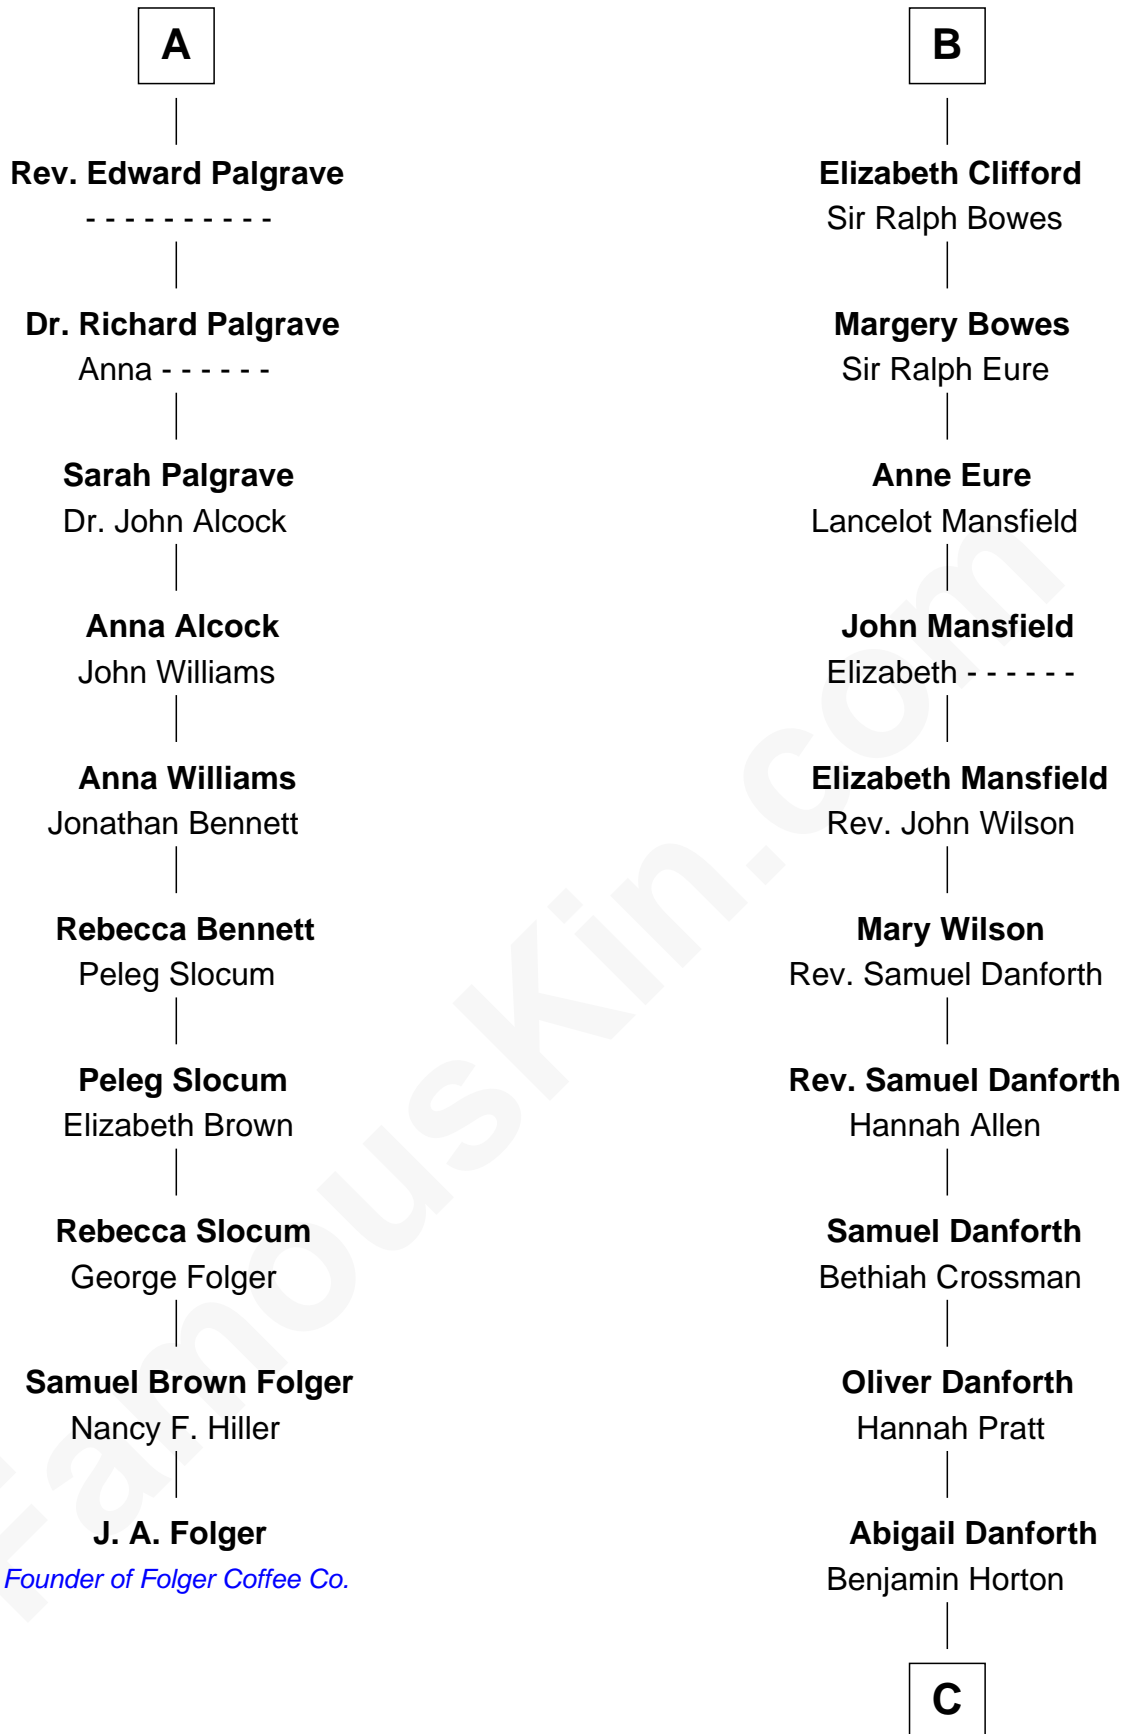 A
Rev. Edward Palgrave
- - - - - - - - - -
Dr. Richard Palgrave
Anna - - - - - -
Sarah Palgrave
Dr. John Alcock
Anna Alcock
John Williams
Anna Williams
Jonathan Bennett
Rebecca Bennett
Peleg Slocum
Peleg Slocum
Elizabeth Brown
Rebecca Slocum
George Folger
Samuel Brown Folger
Nancy F. Hiller
J. A. Folger
Founder of Folger Coffee Co.
B
Elizabeth Clifford
Sir Ralph Bowes
Margery Bowes
Sir Ralph Eure
Anne Eure
Lancelot Mansfield
John Mansfield
Elizabeth - - - - - -
Elizabeth Mansfield
Rev. John Wilson
Mary Wilson
Rev. Samuel Danforth
Rev. Samuel Danforth
Hannah Allen
Samuel Danforth
Bethiah Crossman
Oliver Danforth
Hannah Pratt
Abigail Danforth
Benjamin Horton
C
FamousKin.com